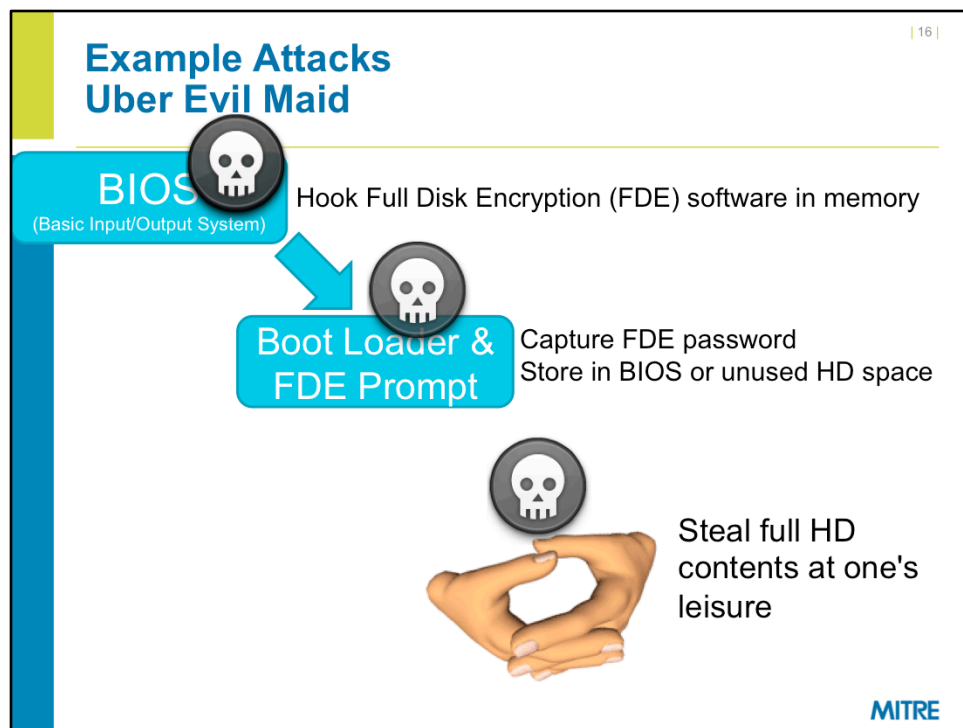 | 16 |
Example Attacks
Uber Evil Maid
BIOS
(Basic Input/Output System)
Hook Full Disk Encryption (FDE) software in memory
Boot Loader &
FDE Prompt
Capture FDE password
Store in BIOS or unused HD space
Steal full HD
contents at one's
leisure
MITRE